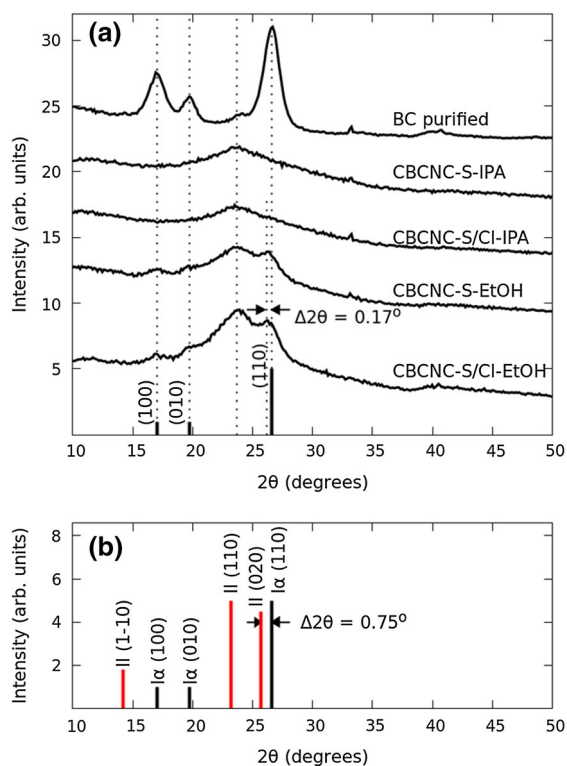 (a)
30
25
20
15
10
5
Intensity (arb. units)
BC purified
CBCNC-S-IPA
CBCNC-S/Cl-IPA
CBCNC-S-EtOH
Δ2θ = 0.17°
CBCNC-S/Cl-EtOH
(100)
(010)
(110)
10 15 20 25 30 35 40 45 50
2θ (degrees)
(b)
8
6
4
2
Intensity (arb. units)
II (1-10)
Iα (100)
Iα (010)
II (110)
II (020)
Iα (110)
Δ2θ = 0.75°
10 15 20 25 30 35 40 45 50
2θ (degrees)